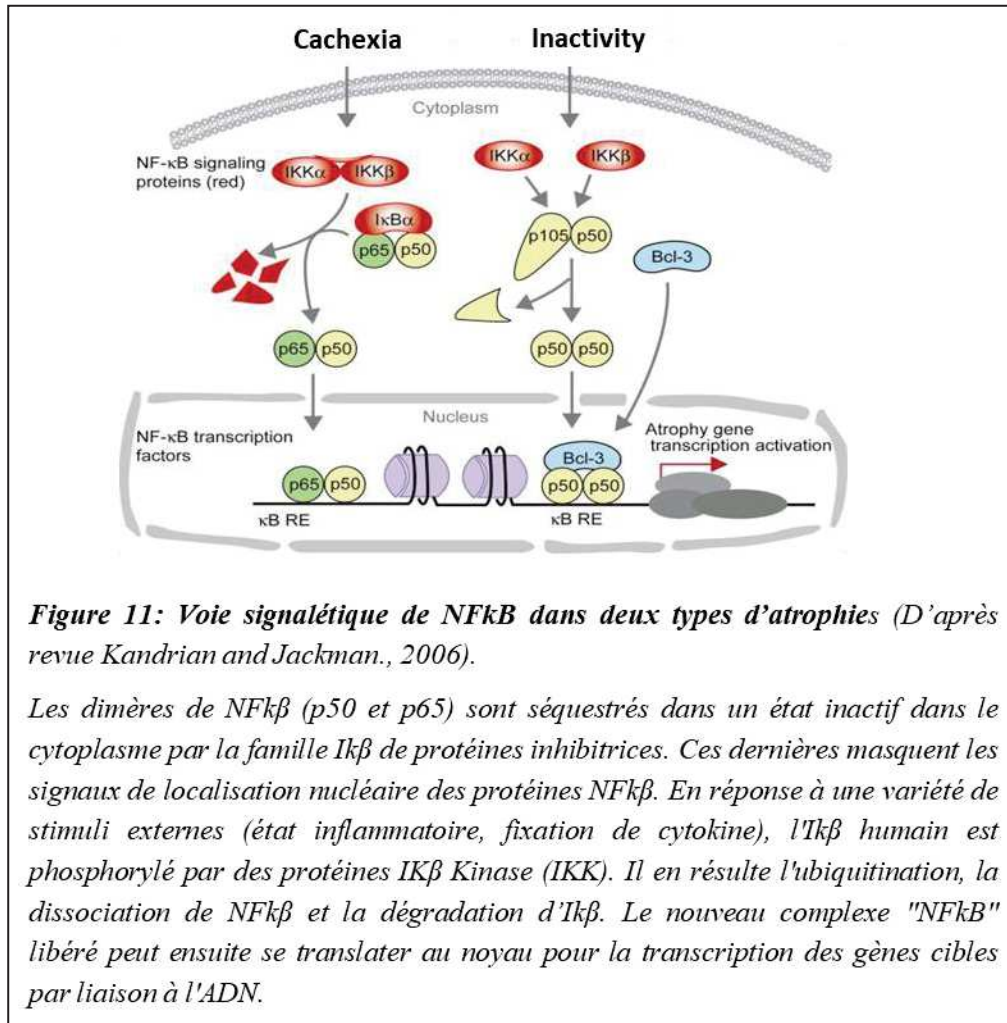 Cachexia
Inactivity
Cytoplasm
NF-κB signaling
proteins (red)
IKKα
IKKβ
IKKα
IKKβ
IκBα
p65
p50
p105
p50
Bcl-3
p65
p50
p50
p50
Nucleus
NF-κB transcription
factors
Atrophy gene
transcription activation
Bcl-3
p65
p50
p50
p50
κB RE
κB RE
Figure 11: Voie signalétique de NFkB dans deux types d’atrophies (D’après
revue Kandrian and Jackman., 2006).
Les dimères de NFkβ (p50 et p65) sont séquestrés dans un état inactif dans le
cytoplasme par la famille Ikβ de protéines inhibitrices. Ces dernières masquent les
signaux de localisation nucléaire des protéines NFkβ. En réponse à une variété de
stimuli externes (état inflammatoire, fixation de cytokine), l'Ikβ humain est
phosphorylé par des protéines IKβ Kinase (IKK). Il en résulte l'ubiquitination, la
dissociation de NFkβ et la dégradation d’Ikβ. Le nouveau complexe "NFkB"
libéré peut ensuite se translater au noyau pour la transcription des gènes cibles
par liaison à l'ADN.